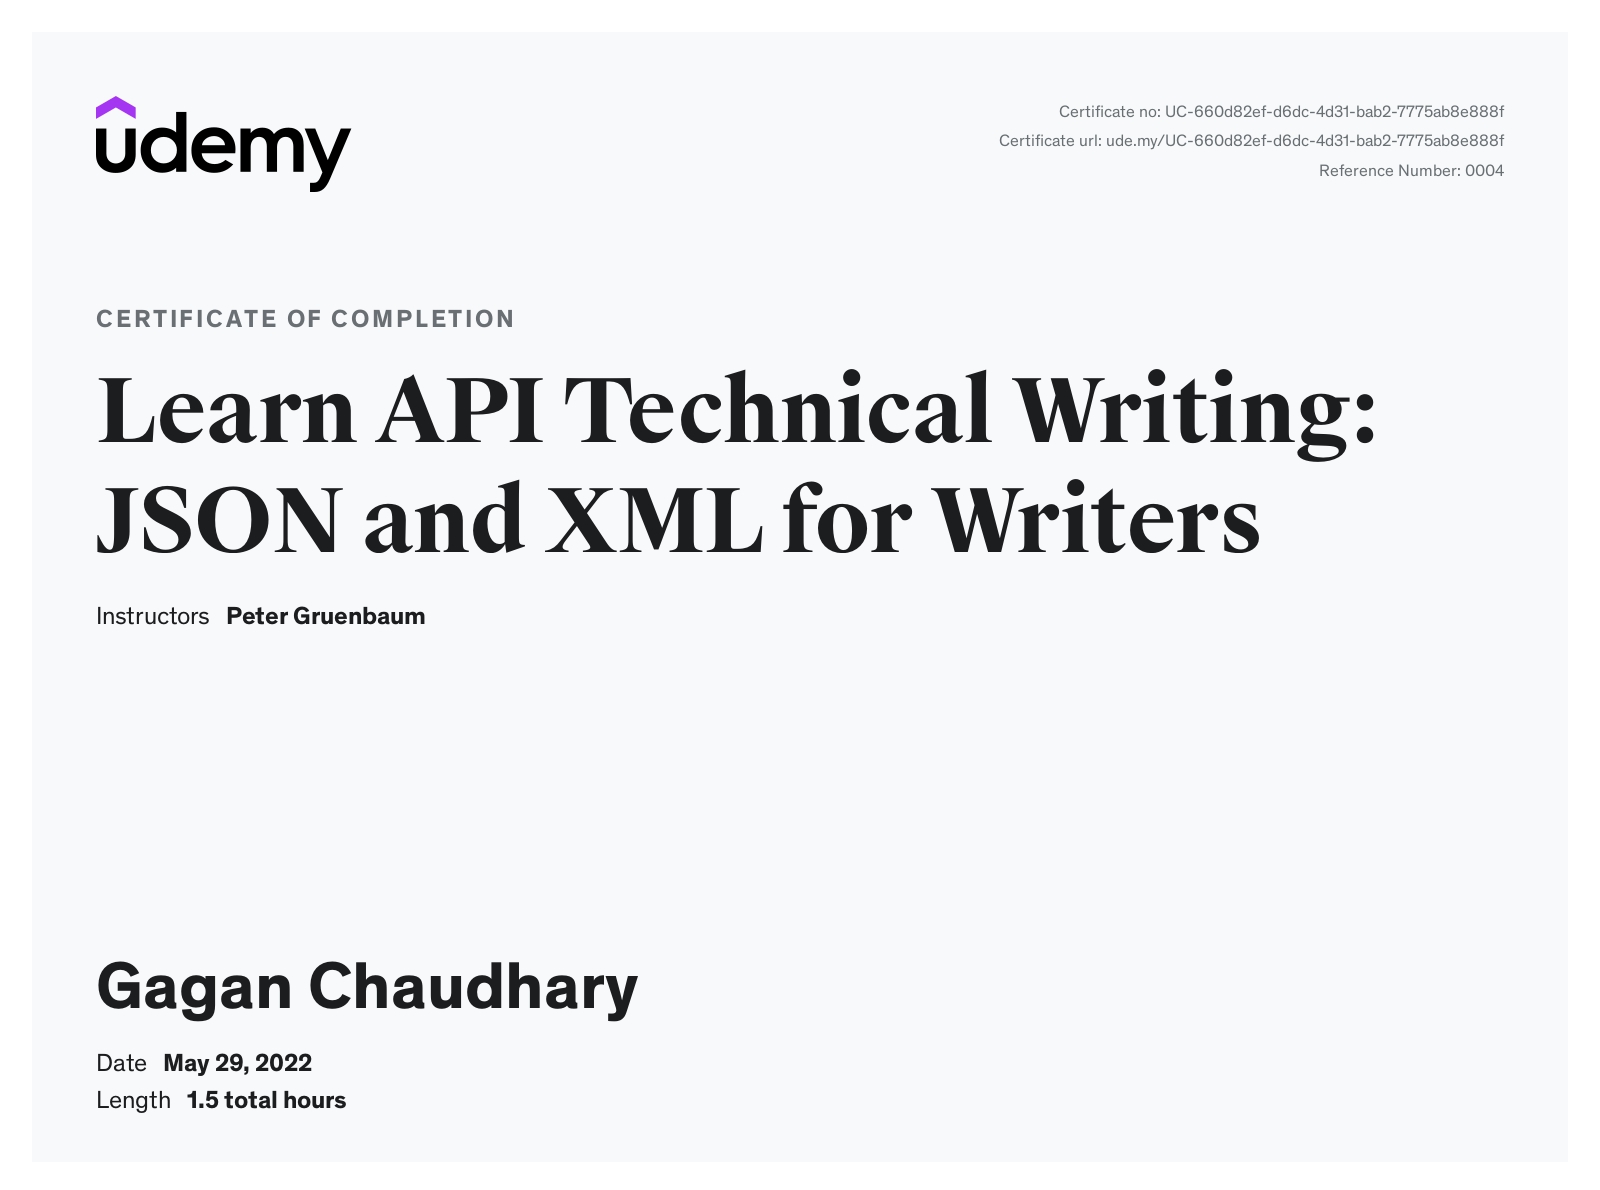 udemy
Certificate no: UC-660d82ef-d6dc-4d31-bab2-7775ab8e888f
Certificate url: ude.my/UC-660d82ef-d6dc-4d31-bab2-7775ab8e888f
Reference Number: 0004
CERTIFICATE OF COMPLETION
Learn API Technical Writing:
JSON and XML for Writers
Instructors Peter Gruenbaum
Gagan Chaudhary
Date May 29, 2022
Length 1.5 total hours